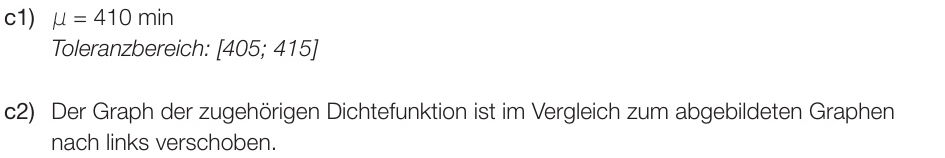 c1) μ = 410 min
Toleranzbereich: [405; 415]
c2) Der Graph der zugehörigen Dichtefunktion ist im Vergleich zum abgebildeten Graphen
nach links verschoben.